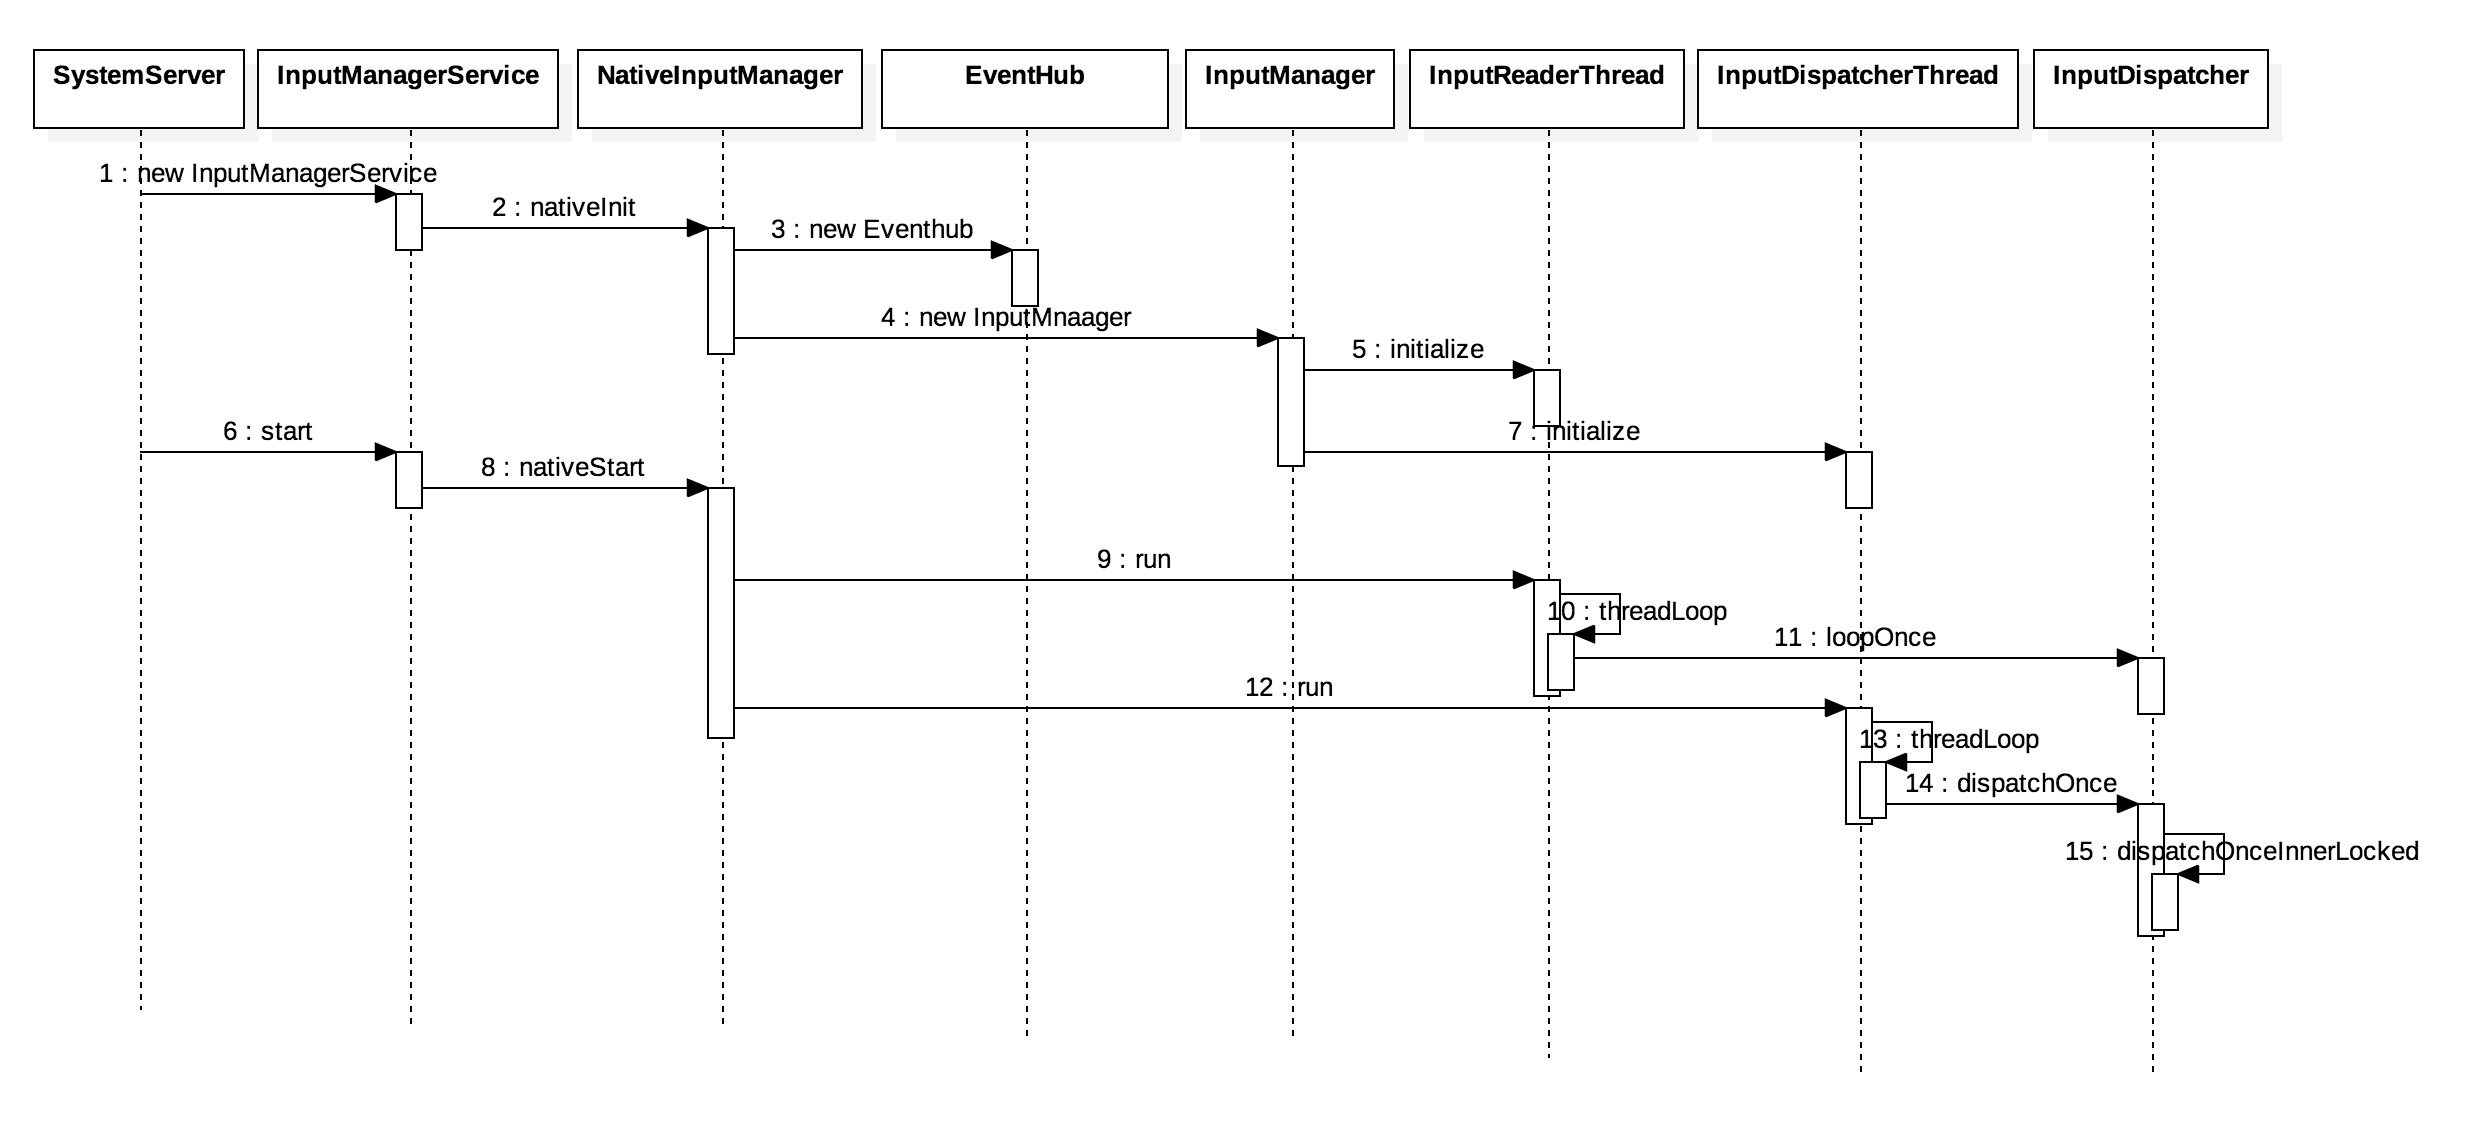 SystemServer
InputManagerService
NativeInputManager
EventHub
InputManager
InputReaderThread
InputDispatcherThread
InputDispatcher
1 : new InputManagerService
2 : nativeInit
3 : new Eventhub
4 : new InputMnaager
5 : initialize
6 : start
7 : initialize
8 : nativeStart
9 : run
10 : threadLoop
11 : loopOnce
12 : run
13 : threadLoop
14 : dispatchOnce
15 : dispatchOnceInnerLocked